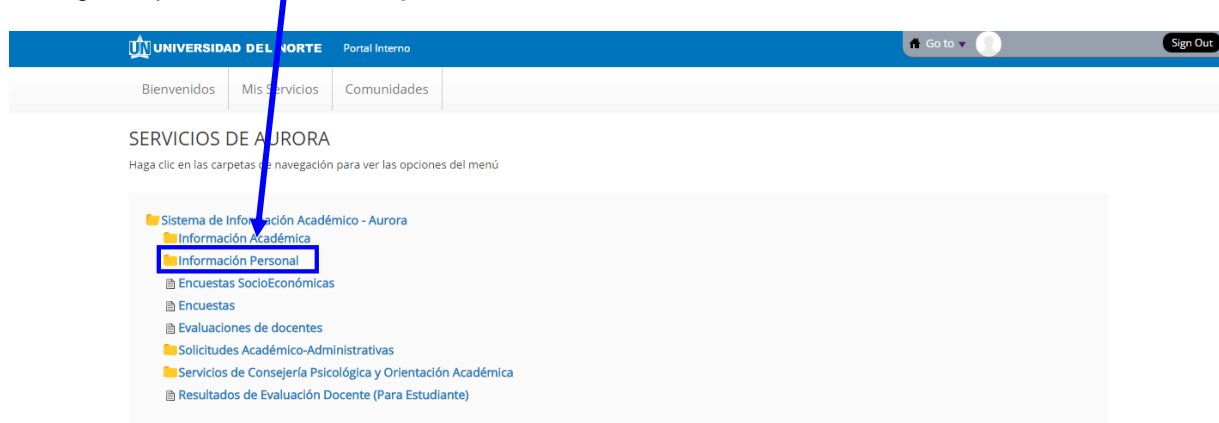 UN UNIVERSIDAD DEL NORTE Portal Interno Go to Sign Out
Bienvenidos Mis Servicios Comunidades
SERVICIOS DE AURORA
Haga clic en las carpetas de navegación para ver las opciones del menú
Sistema de Información Académico - Aurora
Información Académica
Información Personal
Encuestas SocioEconómicas
Encuestas
Evaluaciones de docentes
Solicitudes Académico-Administrativas
Servicios de Consejería Psicológica y Orientación Académica
Resultados de Evaluación Docente (Para Estudiante)